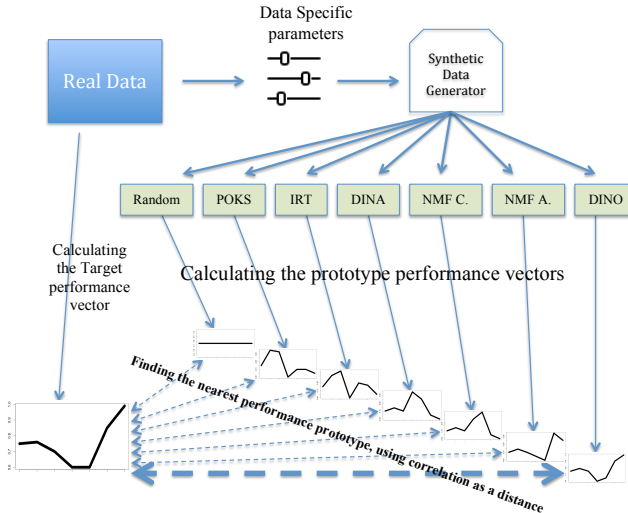 Data Specific
parameters
Real Data
Synthetic
Data
Generator
Random
POKS
IRT
DINA
NMF C.
NMF A.
DINO
Calculating
the Target
performance
vector
Calculating the prototype performance vectors
Finding the nearest performance prototype, using correlation as a distance